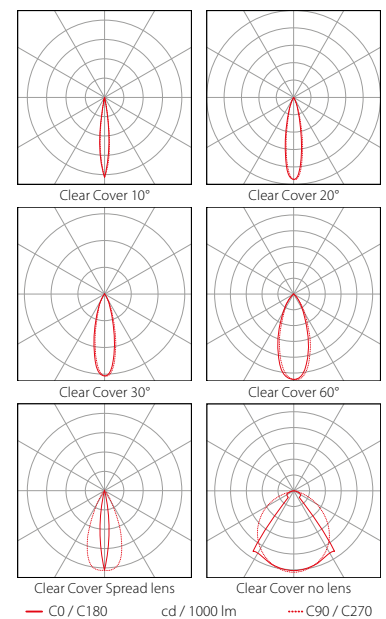 Clear Cover 10° Clear Cover 20°
Clear Cover 30° Clear Cover 60°
Clear Cover Spread lens Clear Cover no lens
C0 / C180 cd / 1000 lm C90 / C270